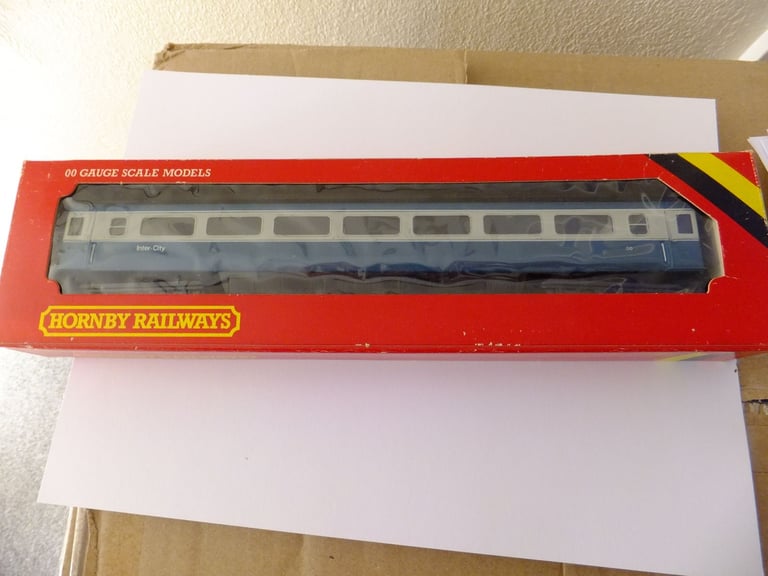 00 GAUGE SCALE MODELS
Inter-City
HORNBY RAILWAYS